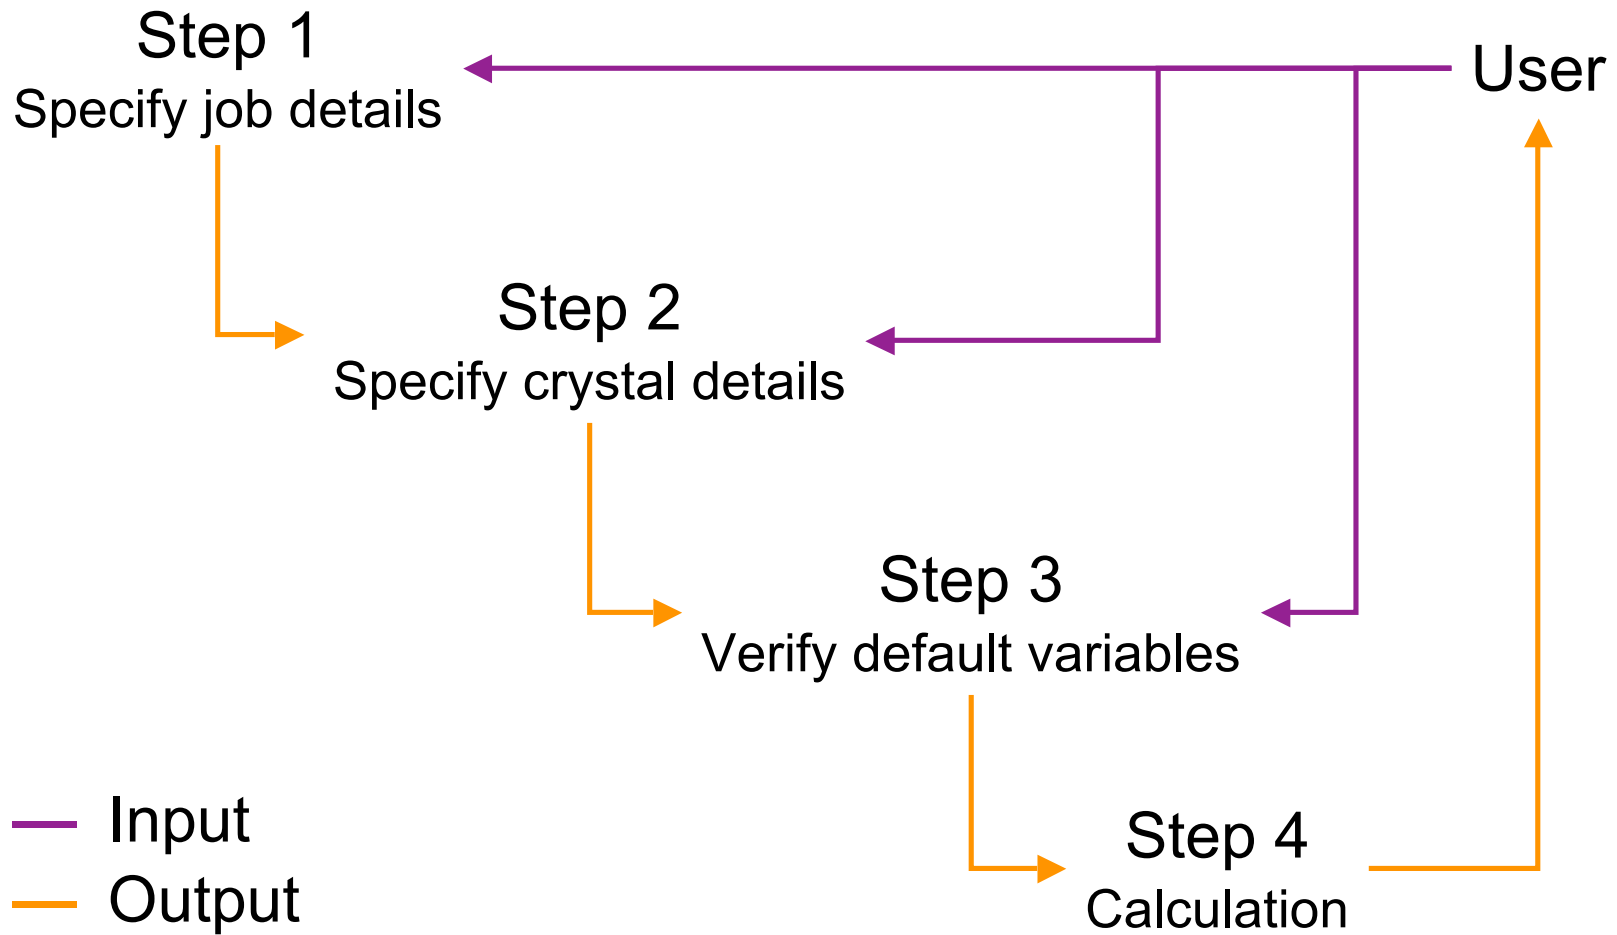 Step 1
Specify job details
User
Step 2
Specify crystal details
Step 3
Verify default variables
Step 4
Calculation
Input
Output